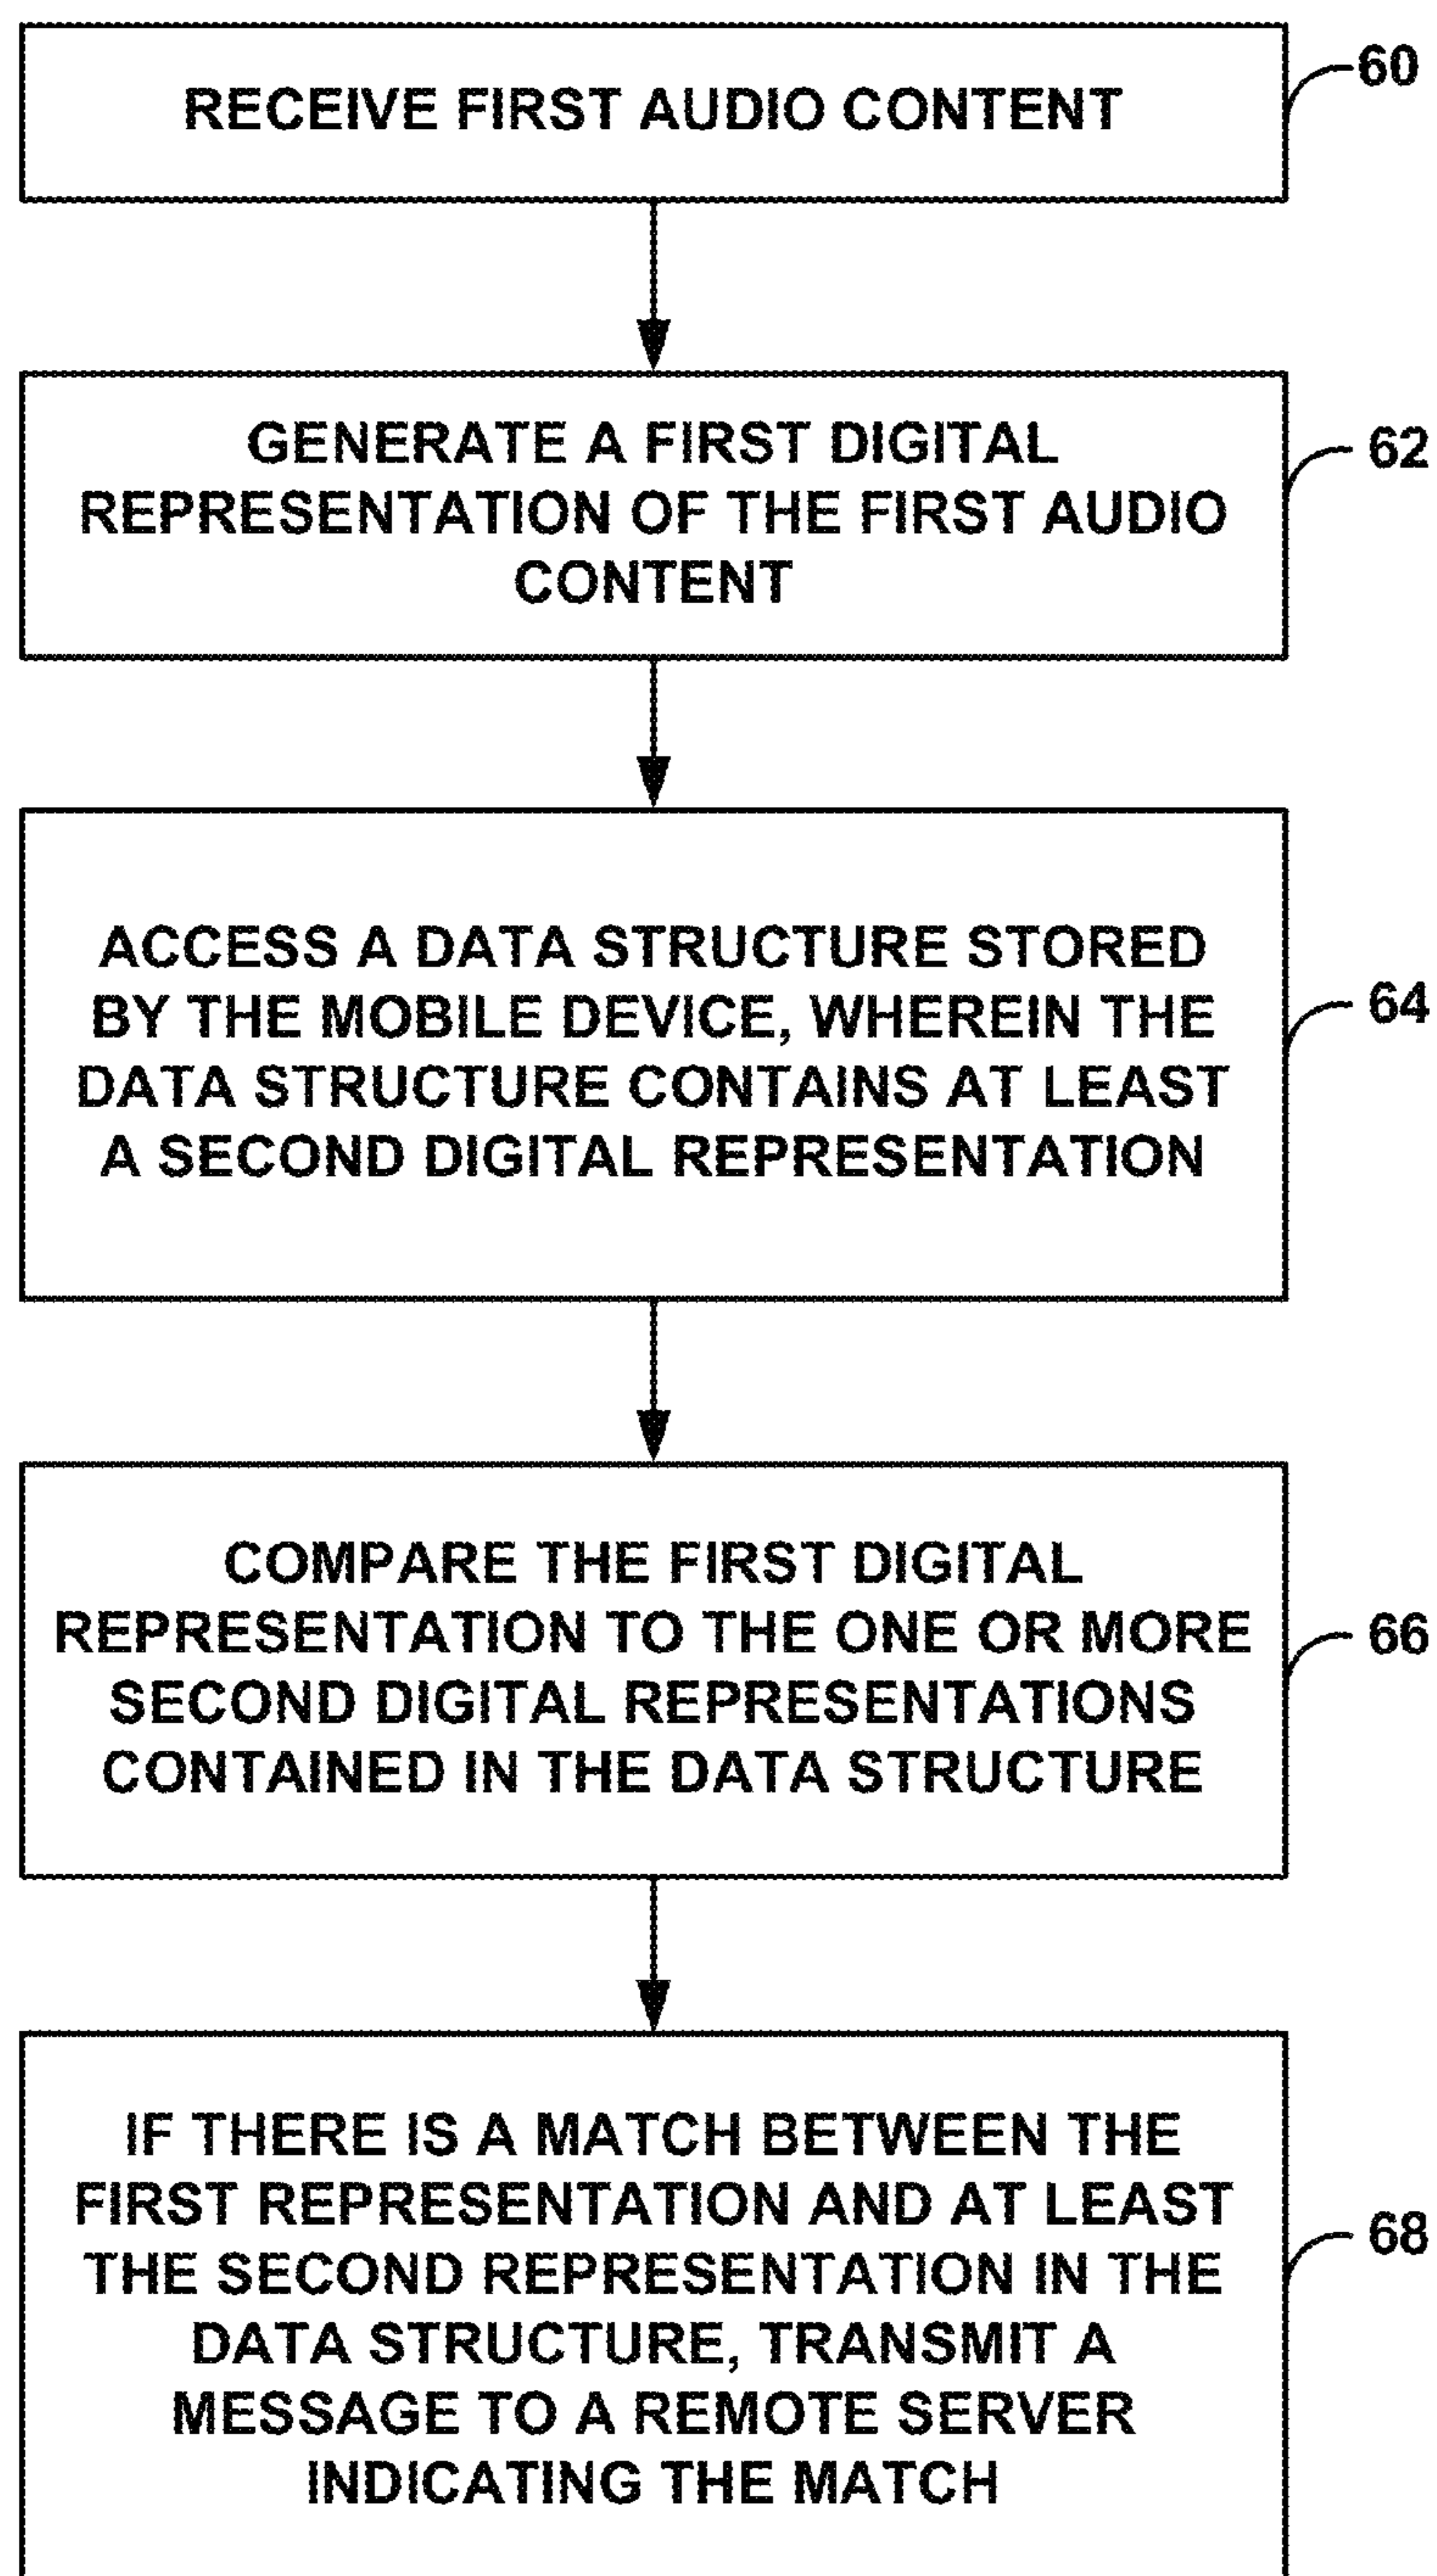 RECEIVE FIRST AUDIO CONTENT
60
GENERATE A FIRST DIGITAL
REPRESENTATION OF THE FIRST AUDIO
CONTENT
62
ACCESS A DATA STRUCTURE STORED
BY THE MOBILE DEVICE, WHEREIN THE
DATA STRUCTURE CONTAINS AT LEAST
A SECOND DIGITAL REPRESENTATION
64
COMPARE THE FIRST DIGITAL
REPRESENTATION TO THE ONE OR MORE
SECOND DIGITAL REPRESENTATIONS
CONTAINED IN THE DATA STRUCTURE
66
IF THERE IS A MATCH BETWEEN THE
FIRST REPRESENTATION AND AT LEAST
THE SECOND REPRESENTATION IN THE
DATA STRUCTURE, TRANSMIT A
MESSAGE TO A REMOTE SERVER
INDICATING THE MATCH
68